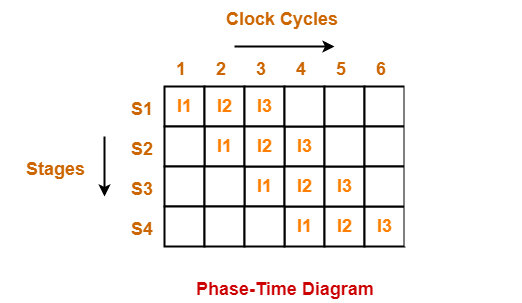 Clock Cycles
1 2 3 4 5 6
S1 I1 I2 I3
S2 I1 I2 I3
Stages
S3 I1 I2 I3
S4 I1 I2 I3
Phase-Time Diagram